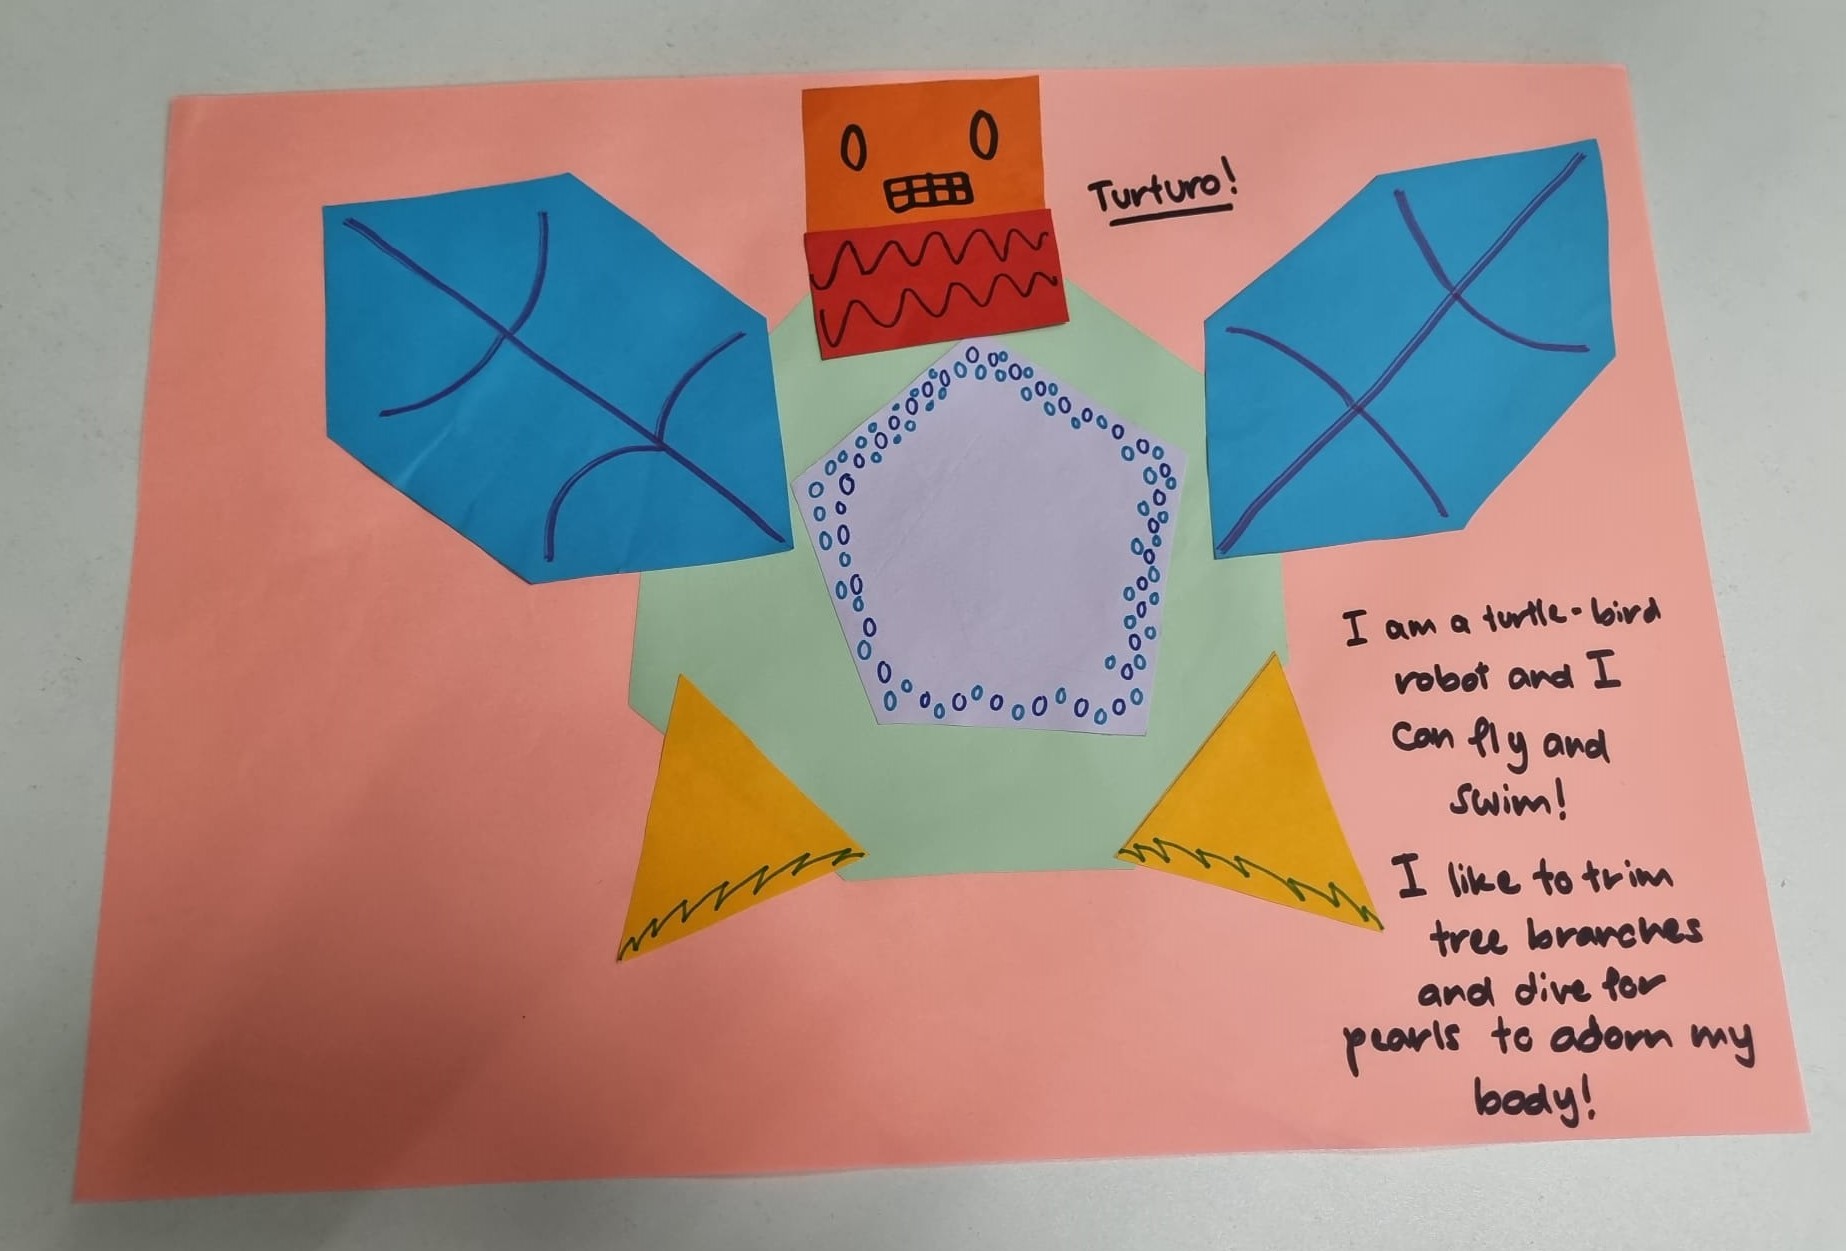 Turturo!
I am a turtle-bird
robot and I
can fly and
swim!
I like to trim
tree branches
and dive for
pearls to adorn my
body!